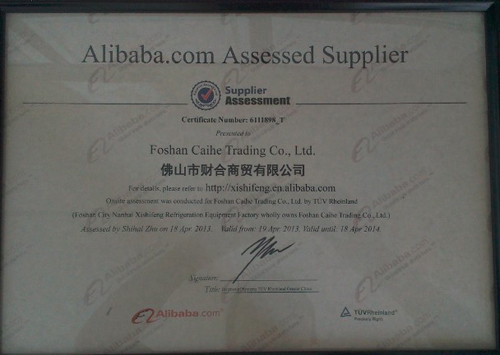 Alibaba.com Assessed Supplier
Supplier
Assessment
Certificate Number: 6111898_T
Presented to
Foshan Caihe Trading Co., Ltd.
佛山市财合商贸有限公司
For details, please refer to http://xishifeng.en.alibaba.com
Onsite assessment was conducted for Foshan Caihe Trading Co., Ltd. by TÜV Rheinland
(Foshan City Nanhai Xishifeng Refrigeration Equipment Factory wholly owns Foshan Caihe Trading Co., Ltd.)
Assessed by Shihui Zhu on 18 Apr. 2013. Valid from: 19 Apr. 2013. Valid until: 18 Apr 2014.
Signature:
Title:
Alibaba.com
TÜVRheinland
Precisely Right.